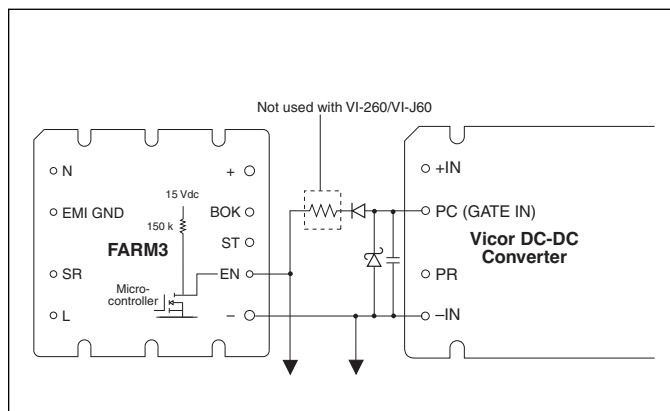 Not used with VI-260/VI-J60
N
EMI GND
SR
L
15 Vdc
150 k
FARM3
Micro-
controller
+
BOK
ST
EN
–
+IN
PC (GATE IN)
Vicor DC-DC
Converter
PR
–IN